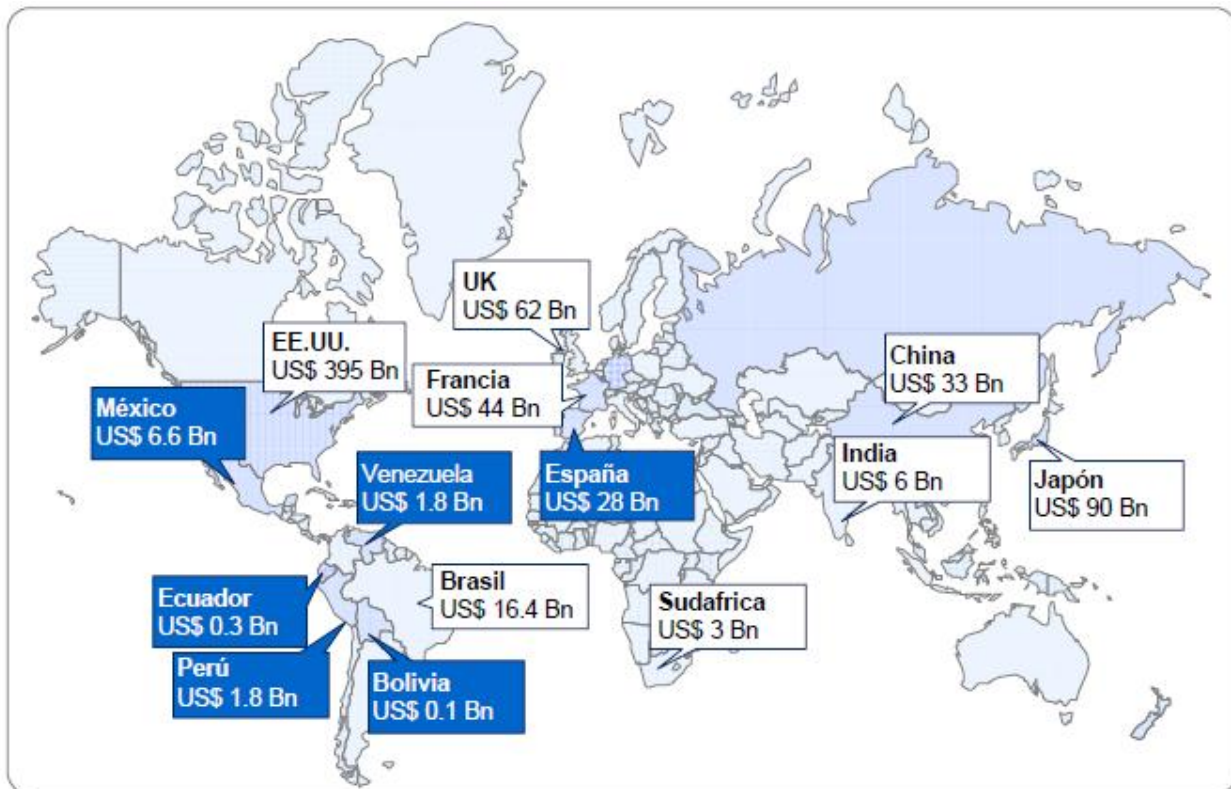 UK
US$ 62 Bn
EE.UU.
US$ 395 Bn
China
US$ 33 Bn
Francia
US$ 44 Bn
México
US$ 6.6 Bn
Venezuela
US$ 1.8 Bn
España
US$ 28 Bn
India
US$ 6 Bn
Japón
US$ 90 Bn
Brasil
US$ 16.4 Bn
Ecuador
US$ 0.3 Bn
Sudafrica
US$ 3 Bn
Perú
US$ 1.8 Bn
Bolivia
US$ 0.1 Bn